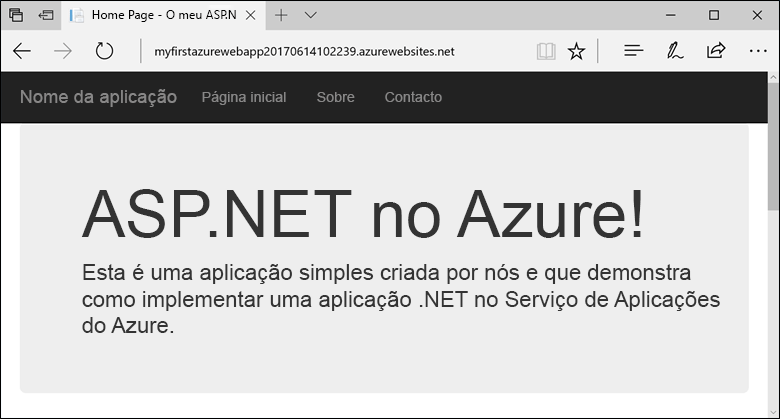 Home Page - O meu ASP.N
myfirstazurewebapp20170614102239.azurewebsites.net
Nome da aplicação Página inicial Sobre Contacto
ASP.NET no Azure!
Esta é uma aplicação simples criada por nós e que demonstra
como implementar uma aplicação .NET no Serviço de Aplicações
do Azure.